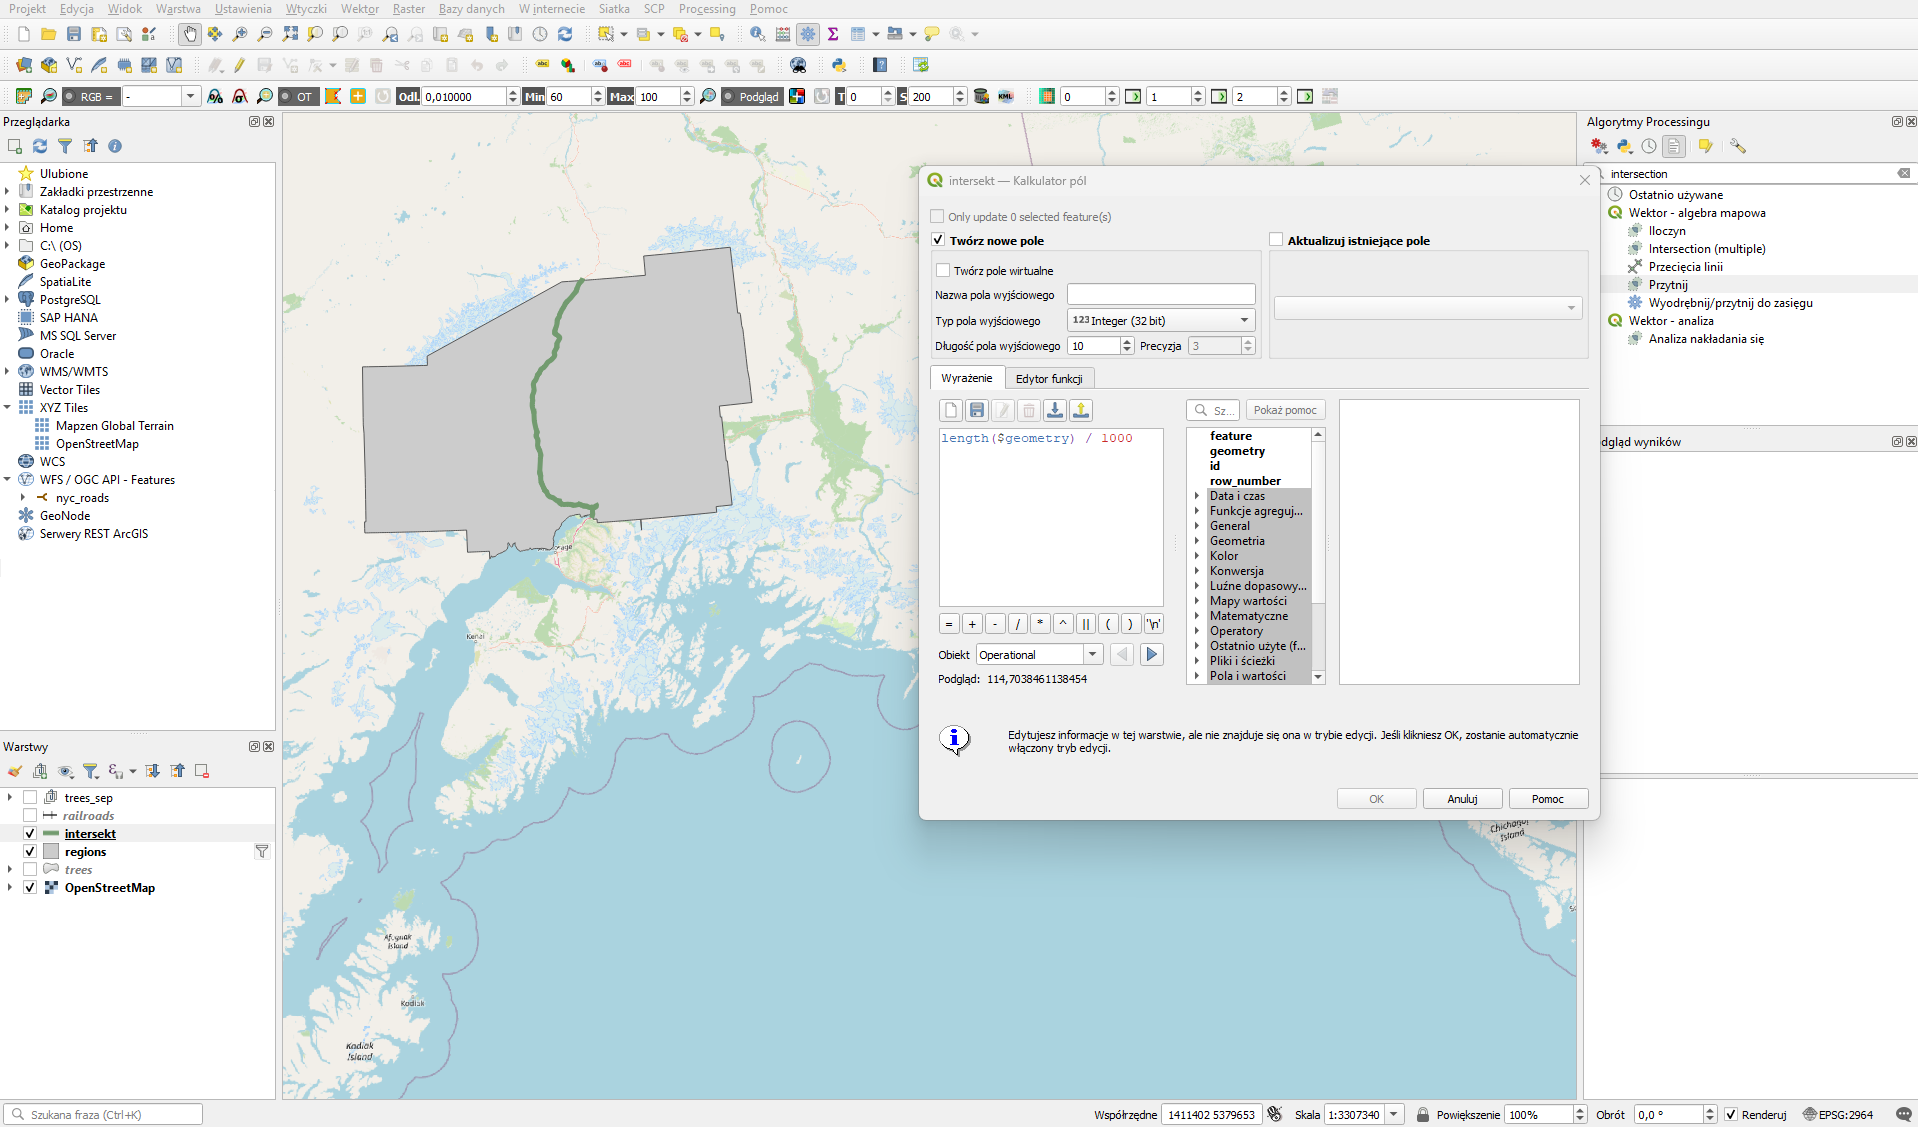 Projekt Edycja Widok Warstwa Ustawienia Wtyczki Wektor Raster Bazy danych W internecie Siatka SCP Processing Pomoc
RGB = - OT Odl. 0,010000 Min 60 Max 100 Podgląd T 0 S 200 KML 0 1 2
Przeglądarka
Ulubione
Zakładki przestrzenne
Katalog projektu
Home
C:\ (OS)
GeoPackage
SpatiaLite
PostgreSQL
SAP HANA
MS SQL Server
Oracle
WMS/WMTS
Vector Tiles
XYZ Tiles
Mapzen Global Terrain
OpenStreetMap
WCS
WFS / OGC API - Features
nyc_roads
GeoNode
Serwery REST ArcGIS
Warstwy
trees_sep
railroads
intersekt
regions
trees
OpenStreetMap
Kenai
Afognak
Island
Kodiak
Kodiak
Island
Chichagof
Island
intersekt — Kalkulator pól
Only update 0 selected feature(s)
Twórz nowe pole
Aktualizuj istniejące pole
Twórz pole wirtualne
Nazwa pola wyjściowego
Typ pola wyjściowego 123 Integer (32 bit)
Długość pola wyjściowego 10 Precyzja 3
Wyrażenie Edytor funkcji
Sz... Pokaż pomoc
length($geometry) / 1000
feature
geometry
id
row_number
Data i czas
Funkcje agreguj...
General
Geometria
Kolor
Konwersja
Luźne dopasowy...
Mapy wartości
Matematyczne
Operatory
Ostatnio użyte (f...
Pliki i ścieżki
Pola i wartości
= + - / * ^ || ( ) '\n'
Obiekt Operational
Podgląd: 114,7038461138454
Edytujesz informacje w tej warstwie, ale nie znajduje się ona w trybie edycji. Jeśli klikniesz OK, zostanie automatycznie
włączony tryb edycji.
OK Anuluj Pomoc
Algorytmy Processingu
intersection
Ostatnio używane
Wektor - algebra mapowa
Iloczyn
Intersection (multiple)
Przecięcia linii
Przytnij
Wyodrębnij/przytnij do zasięgu
Wektor - analiza
Analiza nakładania się
dgląd wyników
Szukana fraza (Ctrl+K)
Współrzędne 1411402 5379653 Skala 1:3307340 Powiększenie 100% Obrót 0,0 ° Renderuj EPSG:2964